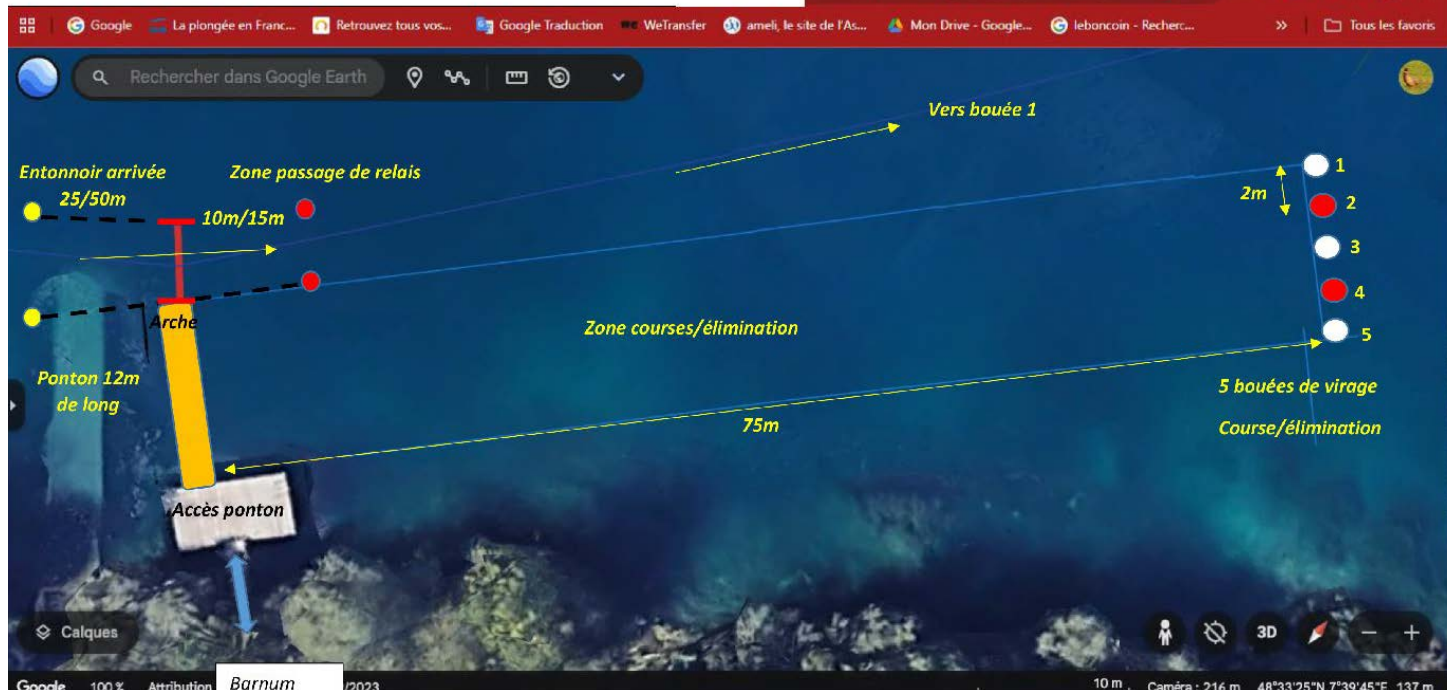 Google
La plongée en Franc...
Retrouvez tous vos...
Google Traduction
WeTransfer
ameli, le site de l'As...
Mon Drive - Google...
leboncoin - Recherc...
»
Tous les favoris
Rechercher dans Google Earth
Vers bouée 1
Entonnoir arrivée
25/50m
Zone passage de relais
10m/15m
1
2m
2
3
4
5
Arche
Zone courses/élimination
Ponton 12m
de long
75m
5 bouées de virage
Course/élimination
Accès ponton
Calques
3D
Barnum
Google 100 % Attribution /2023 10 m Caméra : 216 m 48°33'25"N 7°39'45"E 137 m